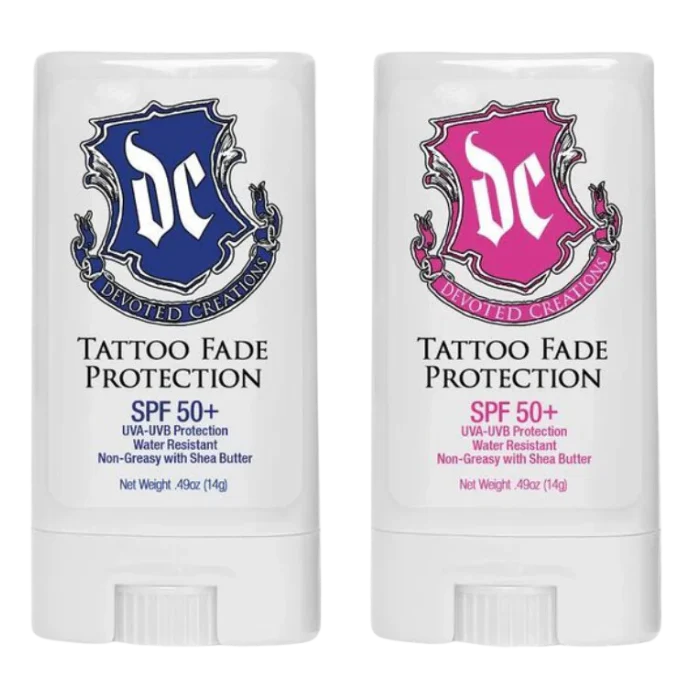 dc
DEVOTED CREATIONS
TATTOO FADE
PROTECTION
SPF 50+
UVA-UVB Protection
Water Resistant
Non-Greasy with Shea Butter
Net Weight .49oz (14g)
dc
DEVOTED CREATIONS
TATTOO FADE
PROTECTION
SPF 50+
UVA-UVB Protection
Water Resistant
Non-Greasy with Shea Butter
Net Weight .49oz (14g)